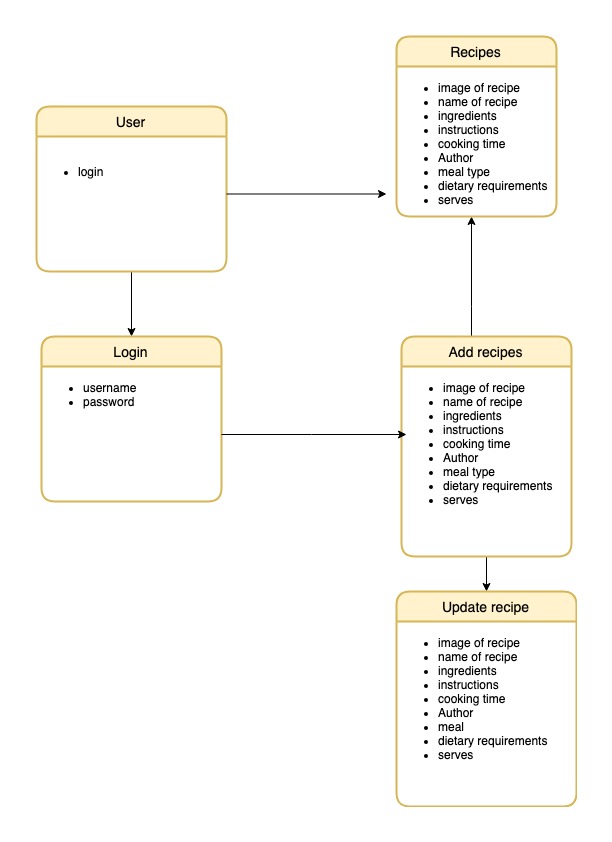 Recipes
• image of recipe
• name of recipe
• ingredients
• instructions
• cooking time
• Author
• meal type
• dietary requirements
• serves
User
• login
Login
• username
• password
Add recipes
• image of recipe
• name of recipe
• ingredients
• instructions
• cooking time
• Author
• meal type
• dietary requirements
• serves
Update recipe
• image of recipe
• name of recipe
• ingredients
• instructions
• cooking time
• Author
• meal
• dietary requirements
• serves